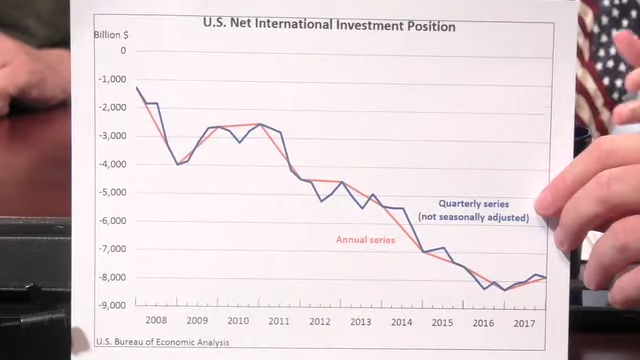 U.S. Net International Investment Position
Billion $
0
-1,000
-2,000
-3,000
-4,000
-5,000
-6,000
-7,000
-8,000
-9,000
Quarterly series
(not seasonally adjusted)
Annual series
2008 2009 2010 2011 2012 2013 2014 2015 2016 2017
U.S. Bureau of Economic Analysis